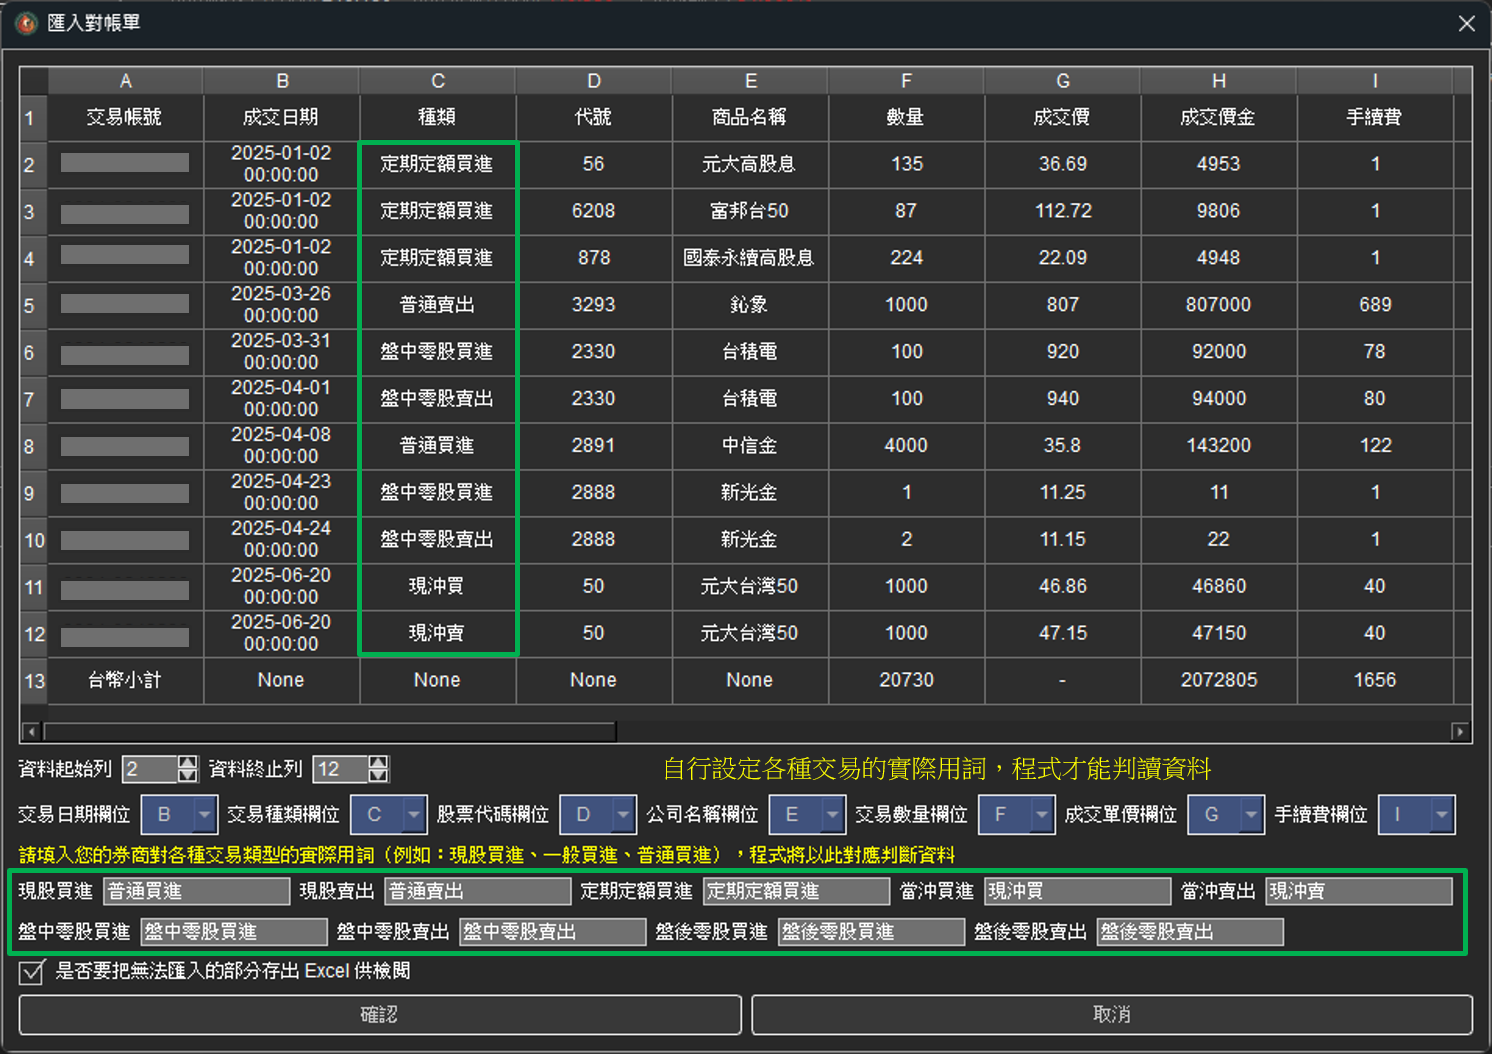 匯入對帳單
A B C D E F G H I
1 交易帳號 成交日期 種類 代號 商品名稱 數量 成交價 成交價金 手續費
2 2025-01-02 00:00:00 定期定額買進 56 元大高股息 135 36.69 4953 1
3 2025-01-02 00:00:00 定期定額買進 6208 富邦台50 87 112.72 9806 1
4 2025-01-02 00:00:00 定期定額買進 878 國泰永續高股息 224 22.09 4948 1
5 2025-03-26 00:00:00 普通賣出 3293 鈊象 1000 807 807000 689
6 2025-03-31 00:00:00 盤中零股買進 2330 台積電 100 920 92000 78
7 2025-04-01 00:00:00 盤中零股賣出 2330 台積電 100 940 94000 80
8 2025-04-08 00:00:00 普通買進 2891 中信金 4000 35.8 143200 122
9 2025-04-23 00:00:00 盤中零股買進 2888 新光金 1 11.25 11 1
10 2025-04-24 00:00:00 盤中零股賣出 2888 新光金 2 11.15 22 1
11 2025-06-20 00:00:00 現沖買 50 元大台灣50 1000 46.86 46860 40
12 2025-06-20 00:00:00 現沖賣 50 元大台灣50 1000 47.15 47150 40
13 台幣小計 None None None None 20730 - 2072805 1656
資料起始列 2 資料終止列 12 自行設定各種交易的實際用詞，程式才能判讀資料
交易日期欄位 B 交易種類欄位 C 股票代碼欄位 D 公司名稱欄位 E 交易數量欄位 F 成交單價欄位 G 手續費欄位 I
請填入您的券商對各種交易類型的實際用詞（例如：現股買進、一般買進、普通買進），程式將以此對應判斷資料
現股買進 普通買進 現股賣出 普通賣出 定期定額買進 定期定額買進 當沖買進 現沖買 當沖賣出 現沖賣
盤中零股買進 盤中零股買進 盤中零股賣出 盤中零股賣出 盤後零股買進 盤後零股買進 盤後零股賣出 盤後零股賣出
是否要把無法匯入的部分存出 Excel 供檢閱
確認 取消